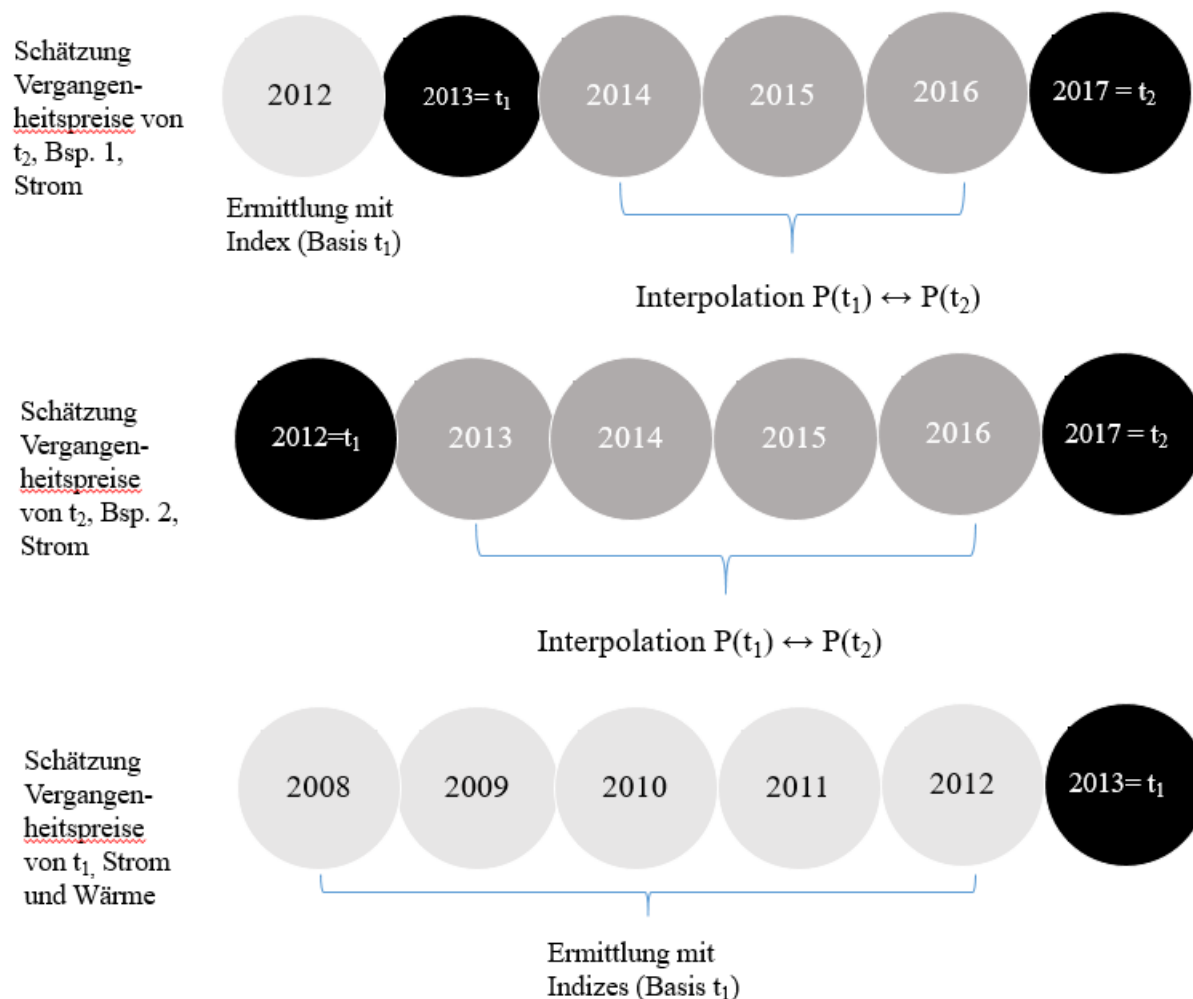 Schätzung
Vergangen-
heitspreise von
t₂, Bsp. 1,
Strom
2012
2013= t₁
2014
2015
2016
2017 = t₂
Ermittlung mit
Index (Basis t₁)
Interpolation P(t₁) ↔ P(t₂)
Schätzung
Vergangen-
heitspreise
von t₂, Bsp. 2,
Strom
2012=t₁
2013
2014
2015
2016
2017 = t₂
Interpolation P(t₁) ↔ P(t₂)
Schätzung
Vergangen-
heitspreise
von t₁, Strom
und Wärme
2008
2009
2010
2011
2012
2013= t₁
Ermittlung mit
Indizes (Basis t₁)